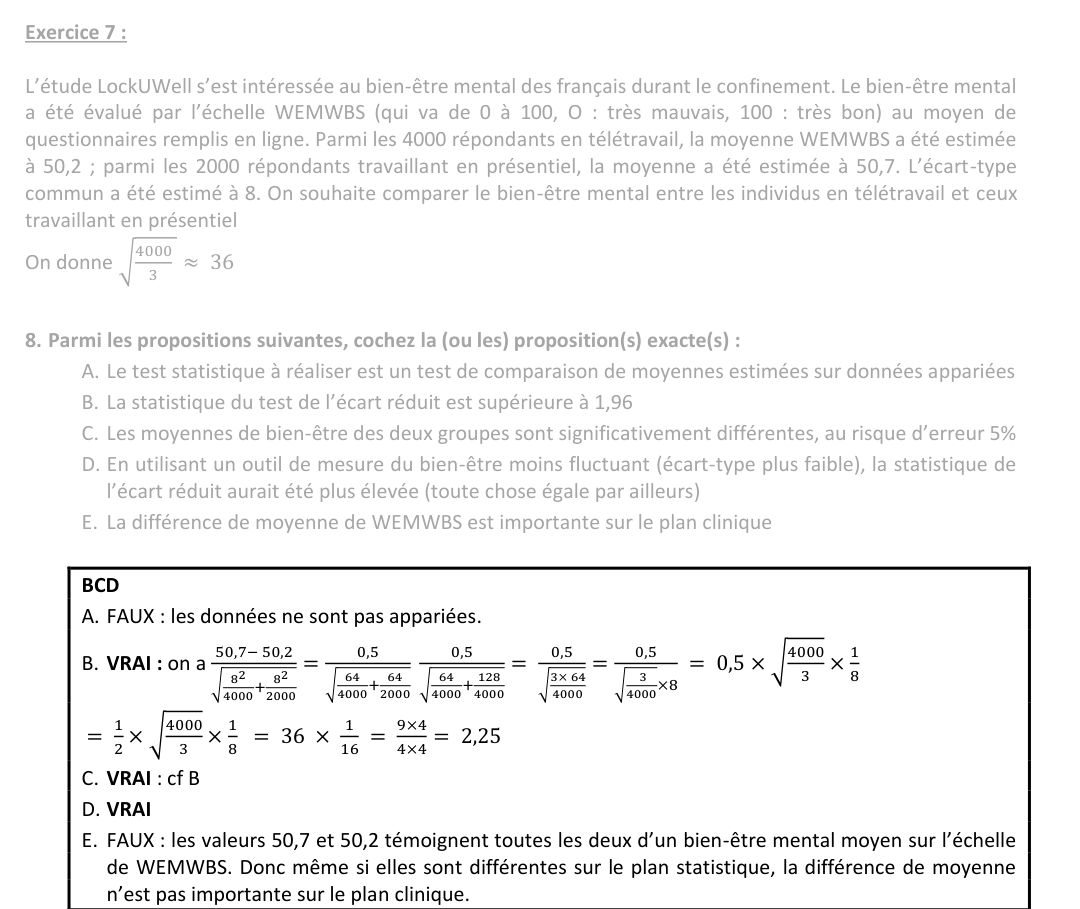 Exercice 7 :
L’étude LockUWell s’est intéressée au bien-être mental des français durant le confinement. Le bien-être mental
a été évalué par l’échelle WEMWBS (qui va de 0 à 100, O : très mauvais, 100 : très bon) au moyen de
questionnaires remplis en ligne. Parmi les 4000 répondants en télétravail, la moyenne WEMWBS a été estimée
à 50,2 ; parmi les 2000 répondants travaillant en présentiel, la moyenne a été estimée à 50,7. L’écart-type
commun a été estimé à 8. On souhaite comparer le bien-être mental entre les individus en télétravail et ceux
travaillant en présentiel
On donne √(4000/3) ≈ 36
8. Parmi les propositions suivantes, cochez la (ou les) proposition(s) exacte(s) :
A. Le test statistique à réaliser est un test de comparaison de moyennes estimées sur données appariées
B. La statistique du test de l’écart réduit est supérieure à 1,96
C. Les moyennes de bien-être des deux groupes sont significativement différentes, au risque d’erreur 5%
D. En utilisant un outil de mesure du bien-être moins fluctuant (écart-type plus faible), la statistique de
l’écart réduit aurait été plus élevée (toute chose égale par ailleurs)
E. La différence de moyenne de WEMWBS est importante sur le plan clinique
BCD
A. FAUX : les données ne sont pas appariées.
B. VRAI : on a (50,7− 50,2)/√(8²/4000+8²/2000) = 0,5/√(64/4000+64/2000) 0,5/√(64/4000+128/4000) = 0,5/√(3× 64/4000) = 0,5/(√(3/4000)×8) = 0,5 × √(4000/3) × 1/8
= 1/2 × √(4000/3) × 1/8 = 36 × 1/16 = 9×4/4×4 = 2,25
C. VRAI : cf B
D. VRAI
E. FAUX : les valeurs 50,7 et 50,2 témoignent toutes les deux d’un bien-être mental moyen sur l’échelle
de WEMWBS. Donc même si elles sont différentes sur le plan statistique, la différence de moyenne
n’est pas importante sur le plan clinique.